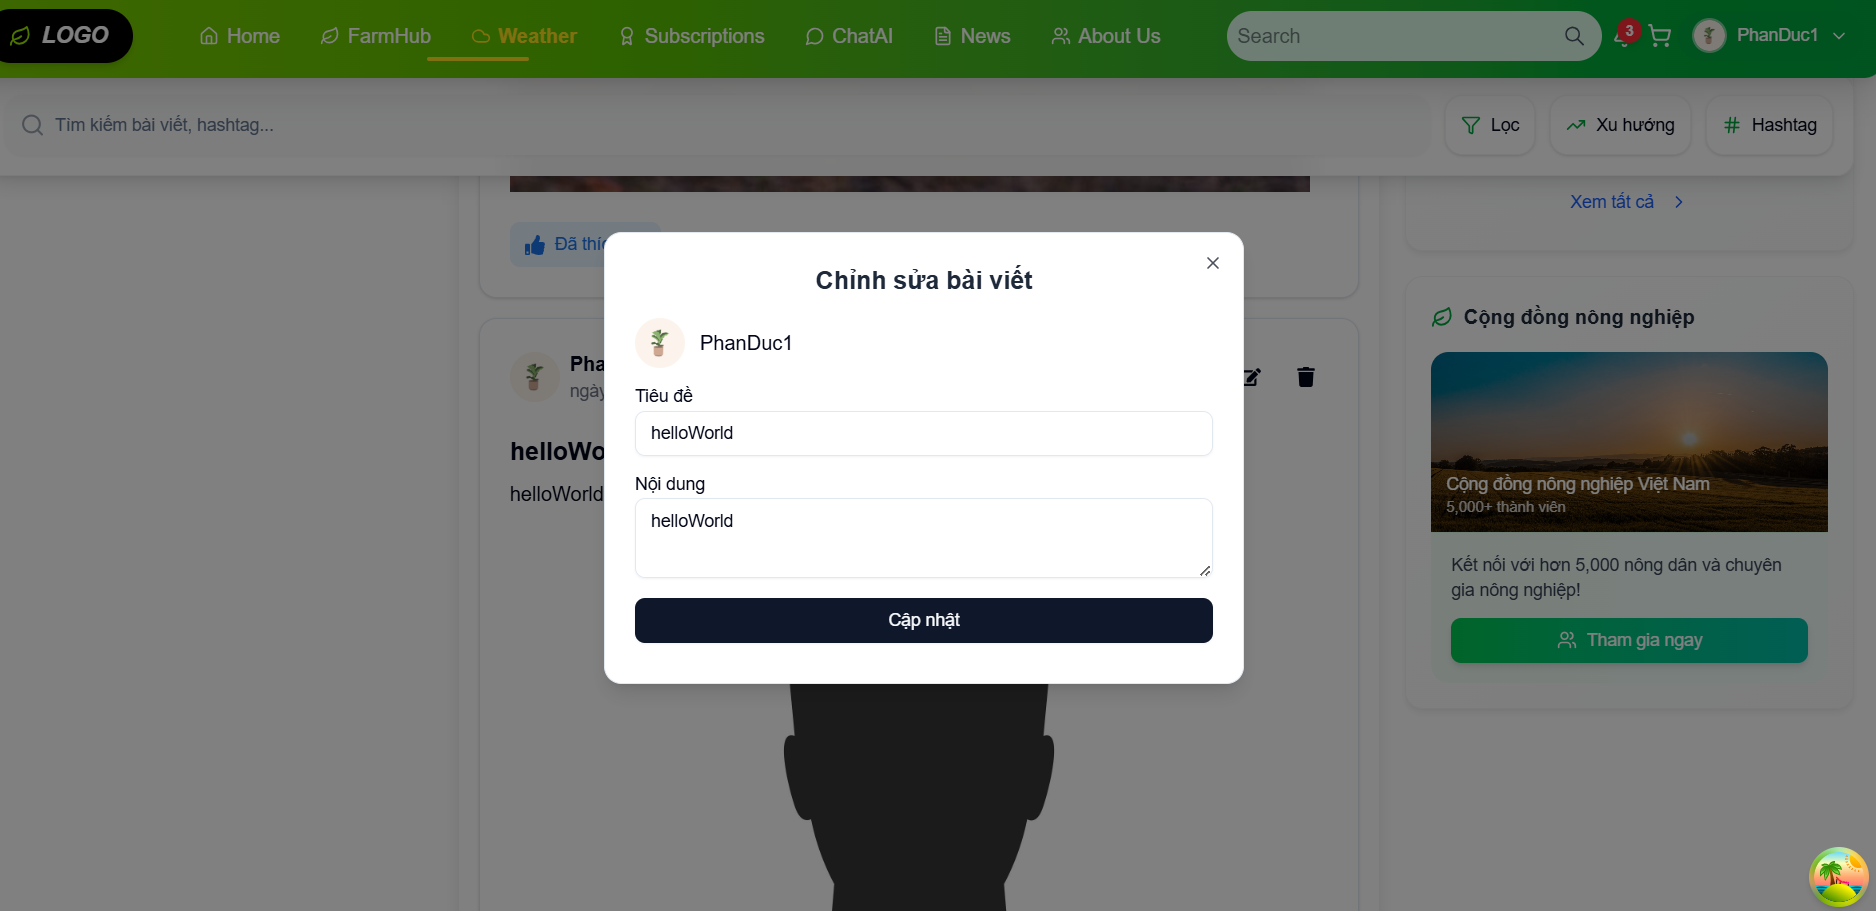 LOGO
Home
FarmHub
Weather
Subscriptions
ChatAI
News
About Us
Search
3
PhanDuc1
Tìm kiếm bài viết, hashtag...
Lọc
Xu hướng
Hashtag
Xem tất cả
Đã
Chỉnh sửa bài viết
PhanDuc1
Tiêu đề
helloWorld
Nội dung
helloWorld
Cập nhật
ngày
helloWorld
Cộng đồng nông nghiệp
Cộng đồng nông nghiệp Việt Nam
5,000+ thành viên
Kết nối với hơn 5,000 nông dân và chuyên
gia nông nghiệp!
Tham gia ngay